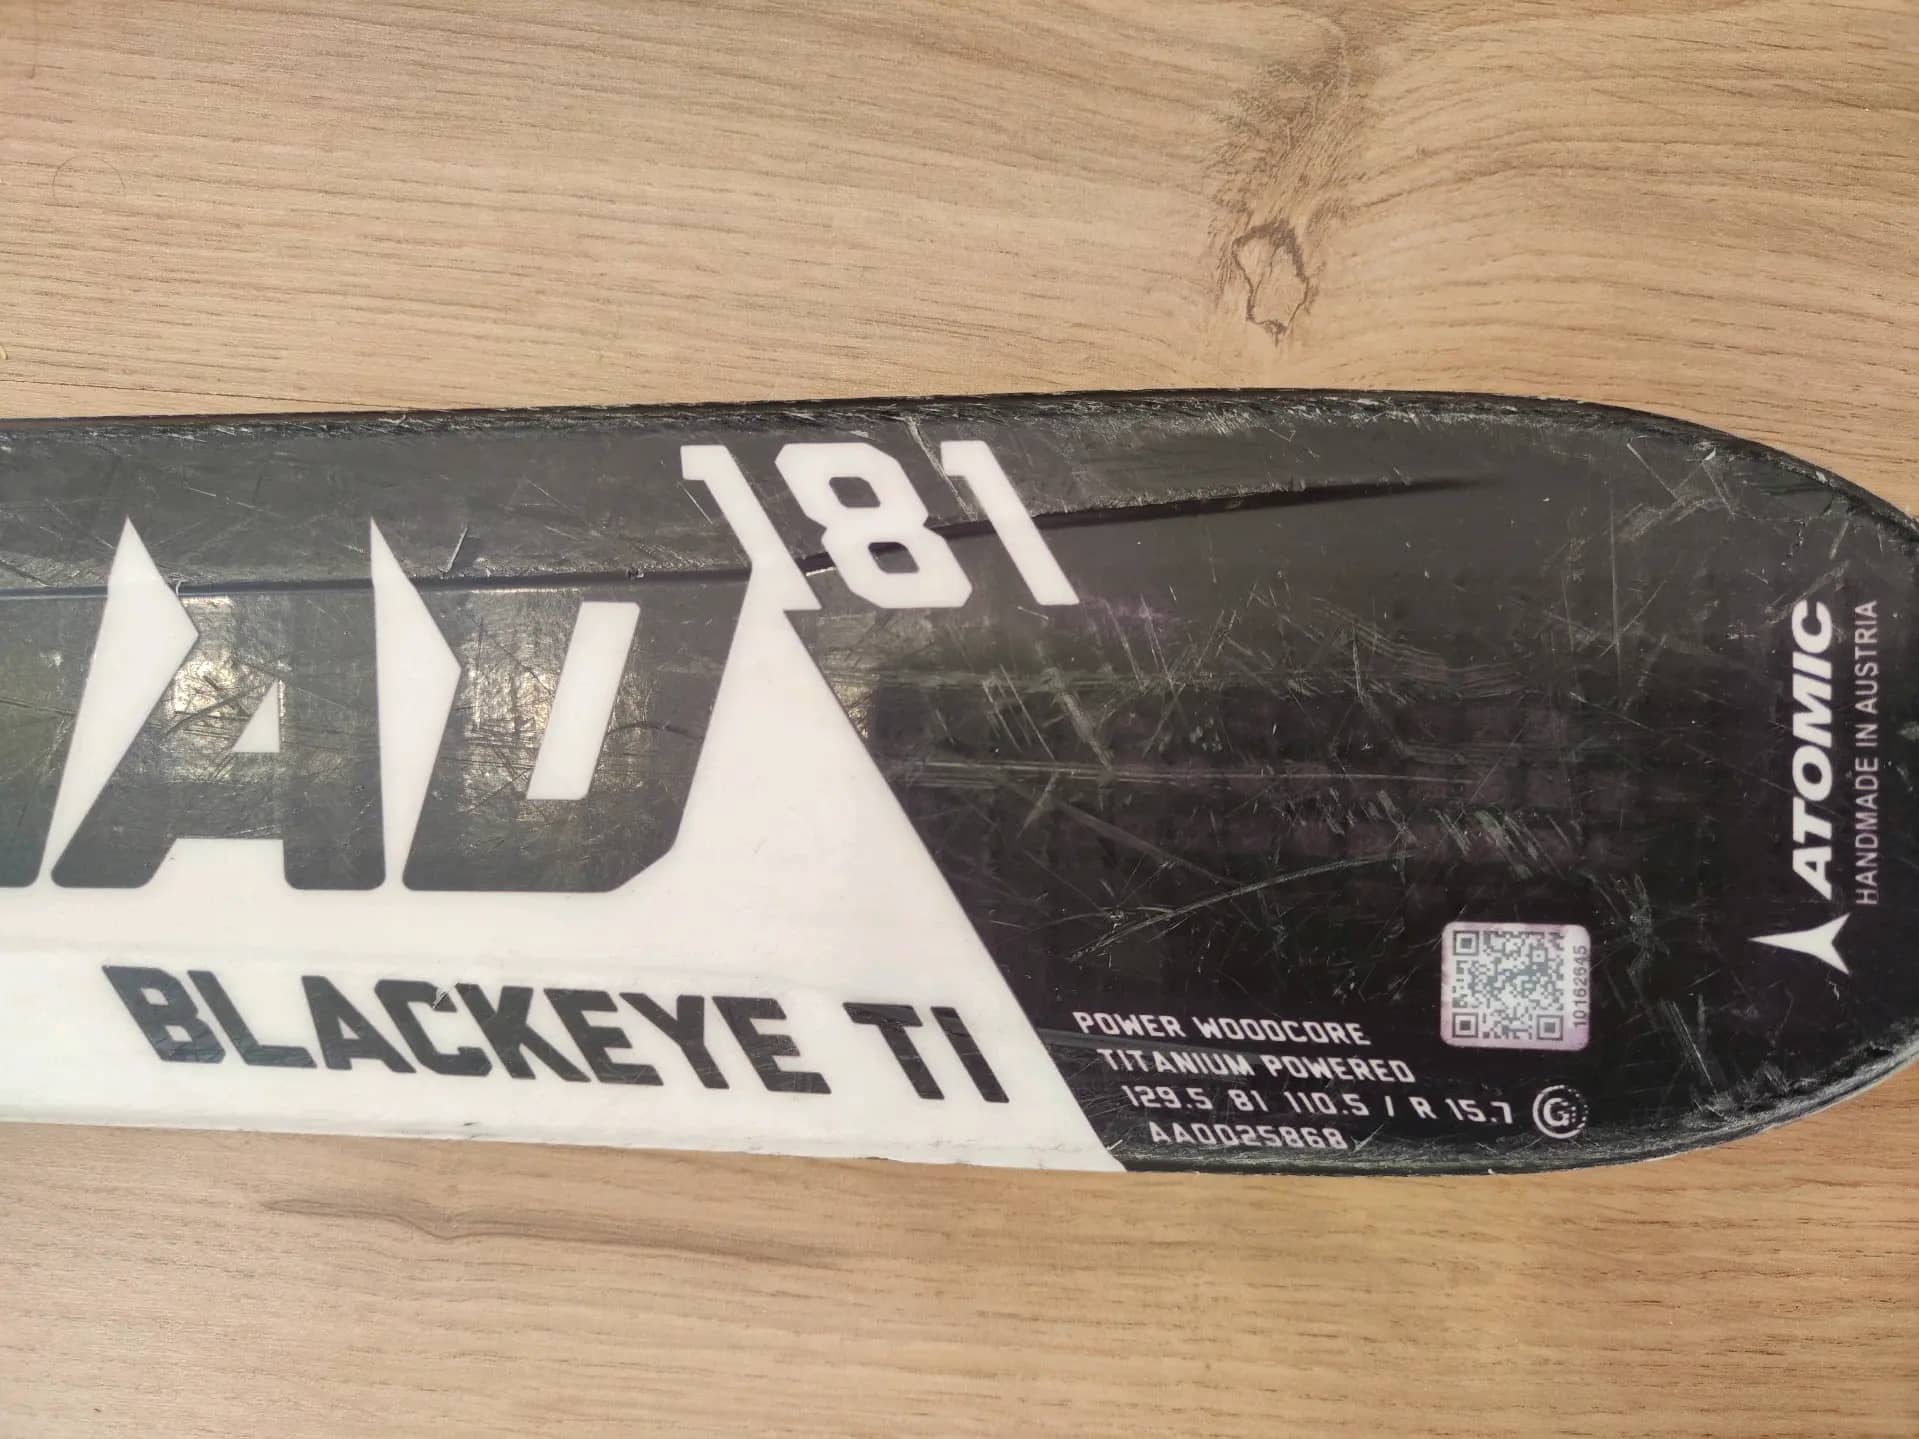 181
AD
BLACKEYE TI
POWER WOODCORE
TITANIUM POWERED
129.5 81 110.5 / R 15.7
AA0025868
10162645
ATOMIC
HANDMADE IN AUSTRIA